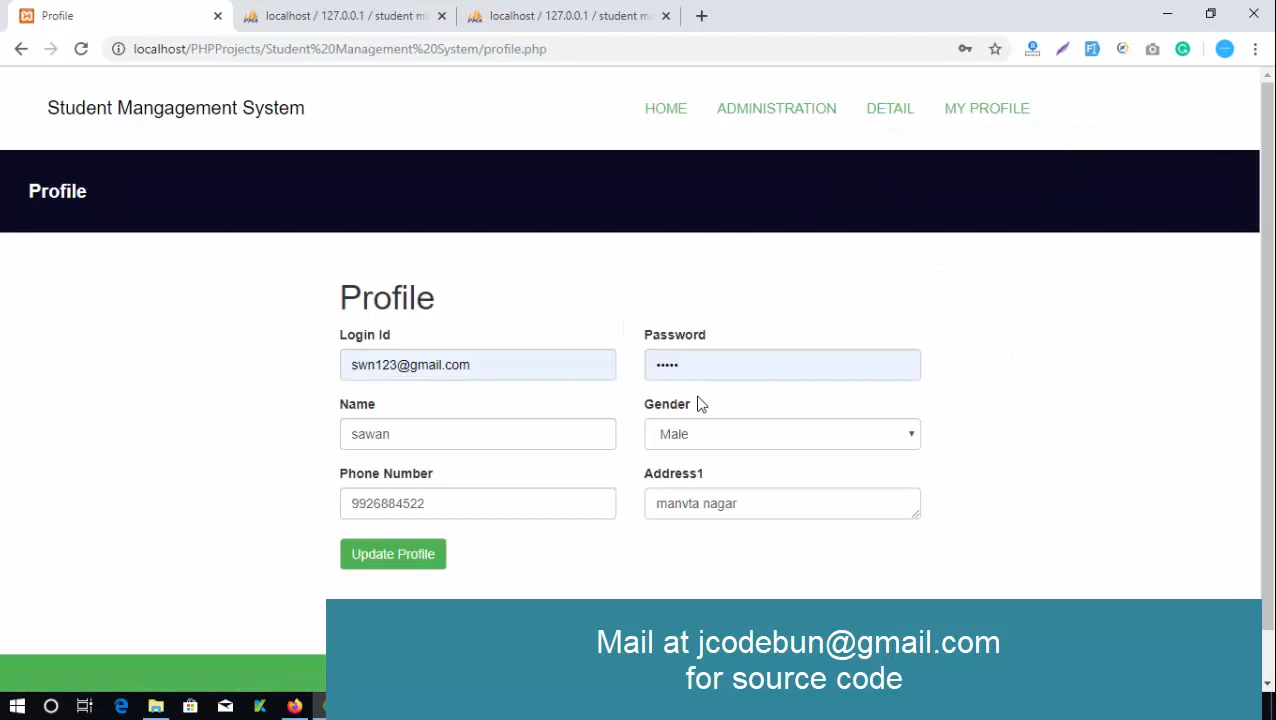 Profile
localhost / 127.0.0.1 / student m
localhost / 127.0.0.1 / student m
localhost/PHPProjects/Student%20Management%20System/profile.php
Student Mangagement System
HOME ADMINISTRATION DETAIL MY PROFILE
Profile
Profile
Login Id Password
swn123@gmail.com •••••
Name Gender
sawan Male
Phone Number Address1
9926884522 manvta nagar
Update Profile
Mail at jcodebun@gmail.com
for source code